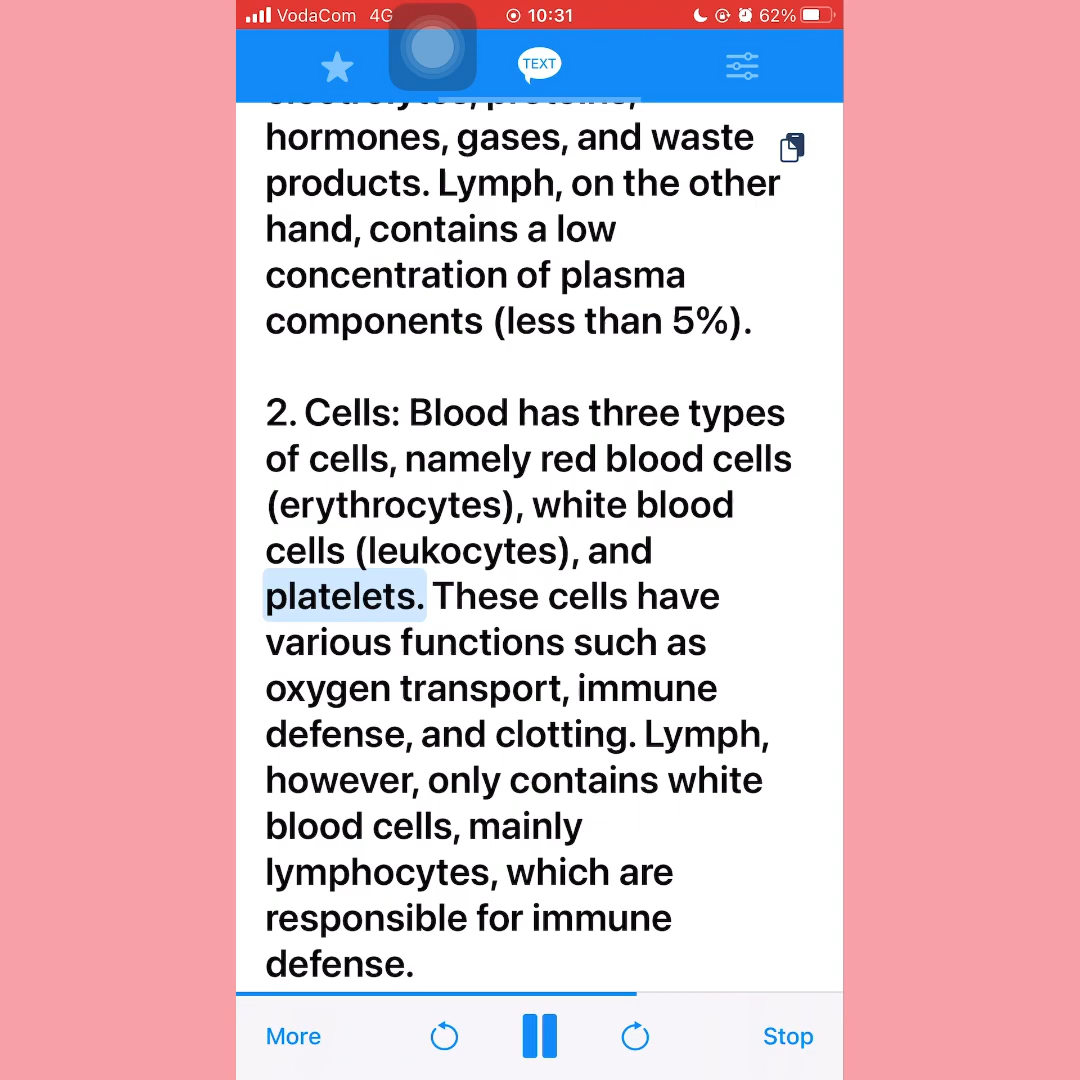 VodaCom 4G 10:31 62%
TEXT
hormones, gases, and waste
products. Lymph, on the other
hand, contains a low
concentration of plasma
components (less than 5%).
2. Cells: Blood has three types
of cells, namely red blood cells
(erythrocytes), white blood
cells (leukocytes), and
platelets. These cells have
various functions such as
oxygen transport, immune
defense, and clotting. Lymph,
however, only contains white
blood cells, mainly
lymphocytes, which are
responsible for immune
defense.
More Stop